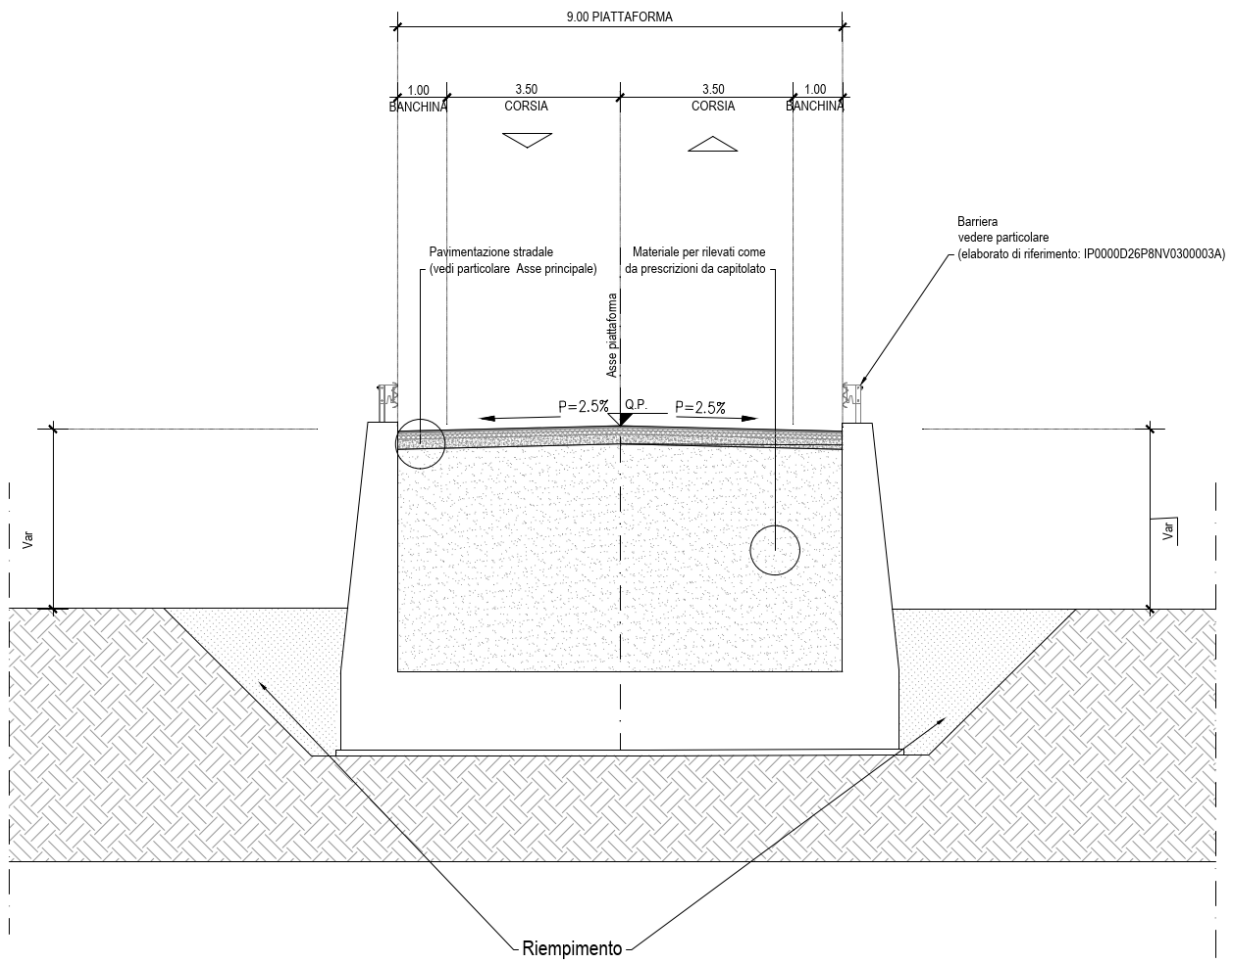 9.00 PIATTAFORMA
1.00
3.50
3.50
1.00
BANCHINA
CORSIA
CORSIA
BANCHINA
Barriera
vedere particolare
(elaborato di riferimento: IP0000D26P8NV0300003A)
Pavimentazione stradale
(vedi particolare Asse principale)
Materiale per rilevati come
da prescrizioni da capitolato
Asse piattaforma
P=2.5%
Q.P.
P=2.5%
Var
Var
Riempimento